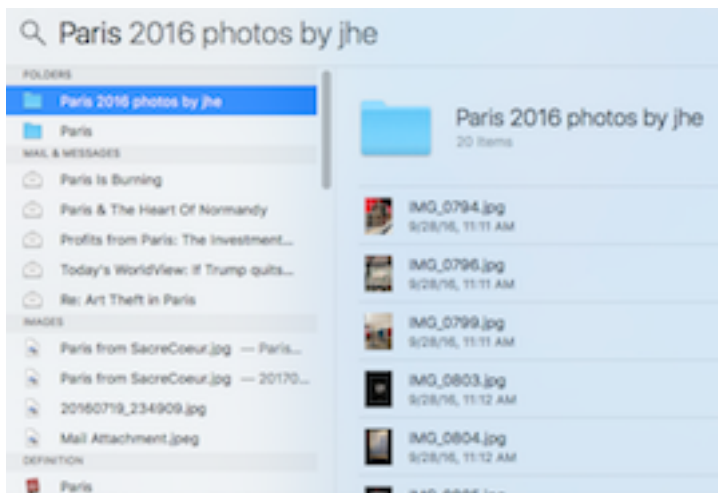 Paris 2016 photos by jhe
FOLDERS
Paris 2016 photos by jhe
Paris
MAIL & MESSAGES
Paris Is Burning
Paris & The Heart Of Normandy
Profits from Paris: The Investment...
Today's WorldView: If Trump quits...
Re: Art Theft in Paris
IMAGES
Paris from SacreCoeur.jpg — Paris...
Paris from SacreCoeur.jpg — 20170...
20160719_234909.jpg
Mail Attachment.jpeg
DEFINITION
Paris
Paris 2016 photos by jhe
20 Items
IMG_0794.jpg
9/28/16, 11:11 AM
IMG_0796.jpg
9/28/16, 11:11 AM
IMG_0799.jpg
9/28/16, 11:11 AM
IMG_0803.jpg
9/28/16, 11:12 AM
IMG_0804.jpg
9/28/16, 11:12 AM